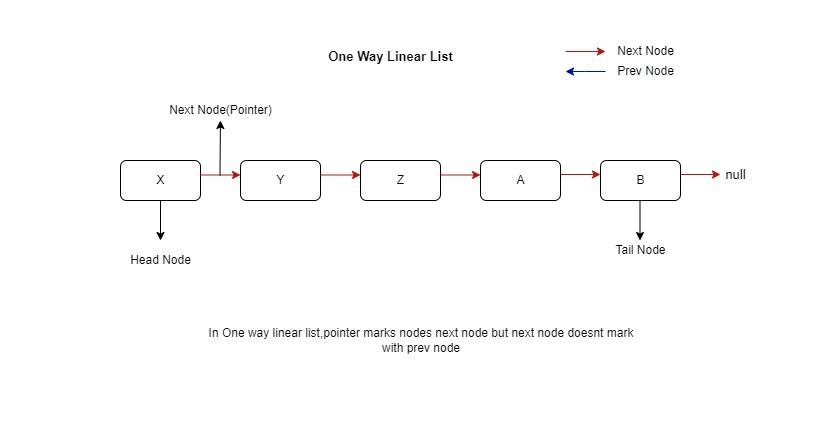 One Way Linear List
Next Node
Prev Node
Next Node(Pointer)
X
Y
Z
A
B
null
Head Node
Tail Node
In One way linear list,pointer marks nodes next node but next node doesnt mark
with prev node